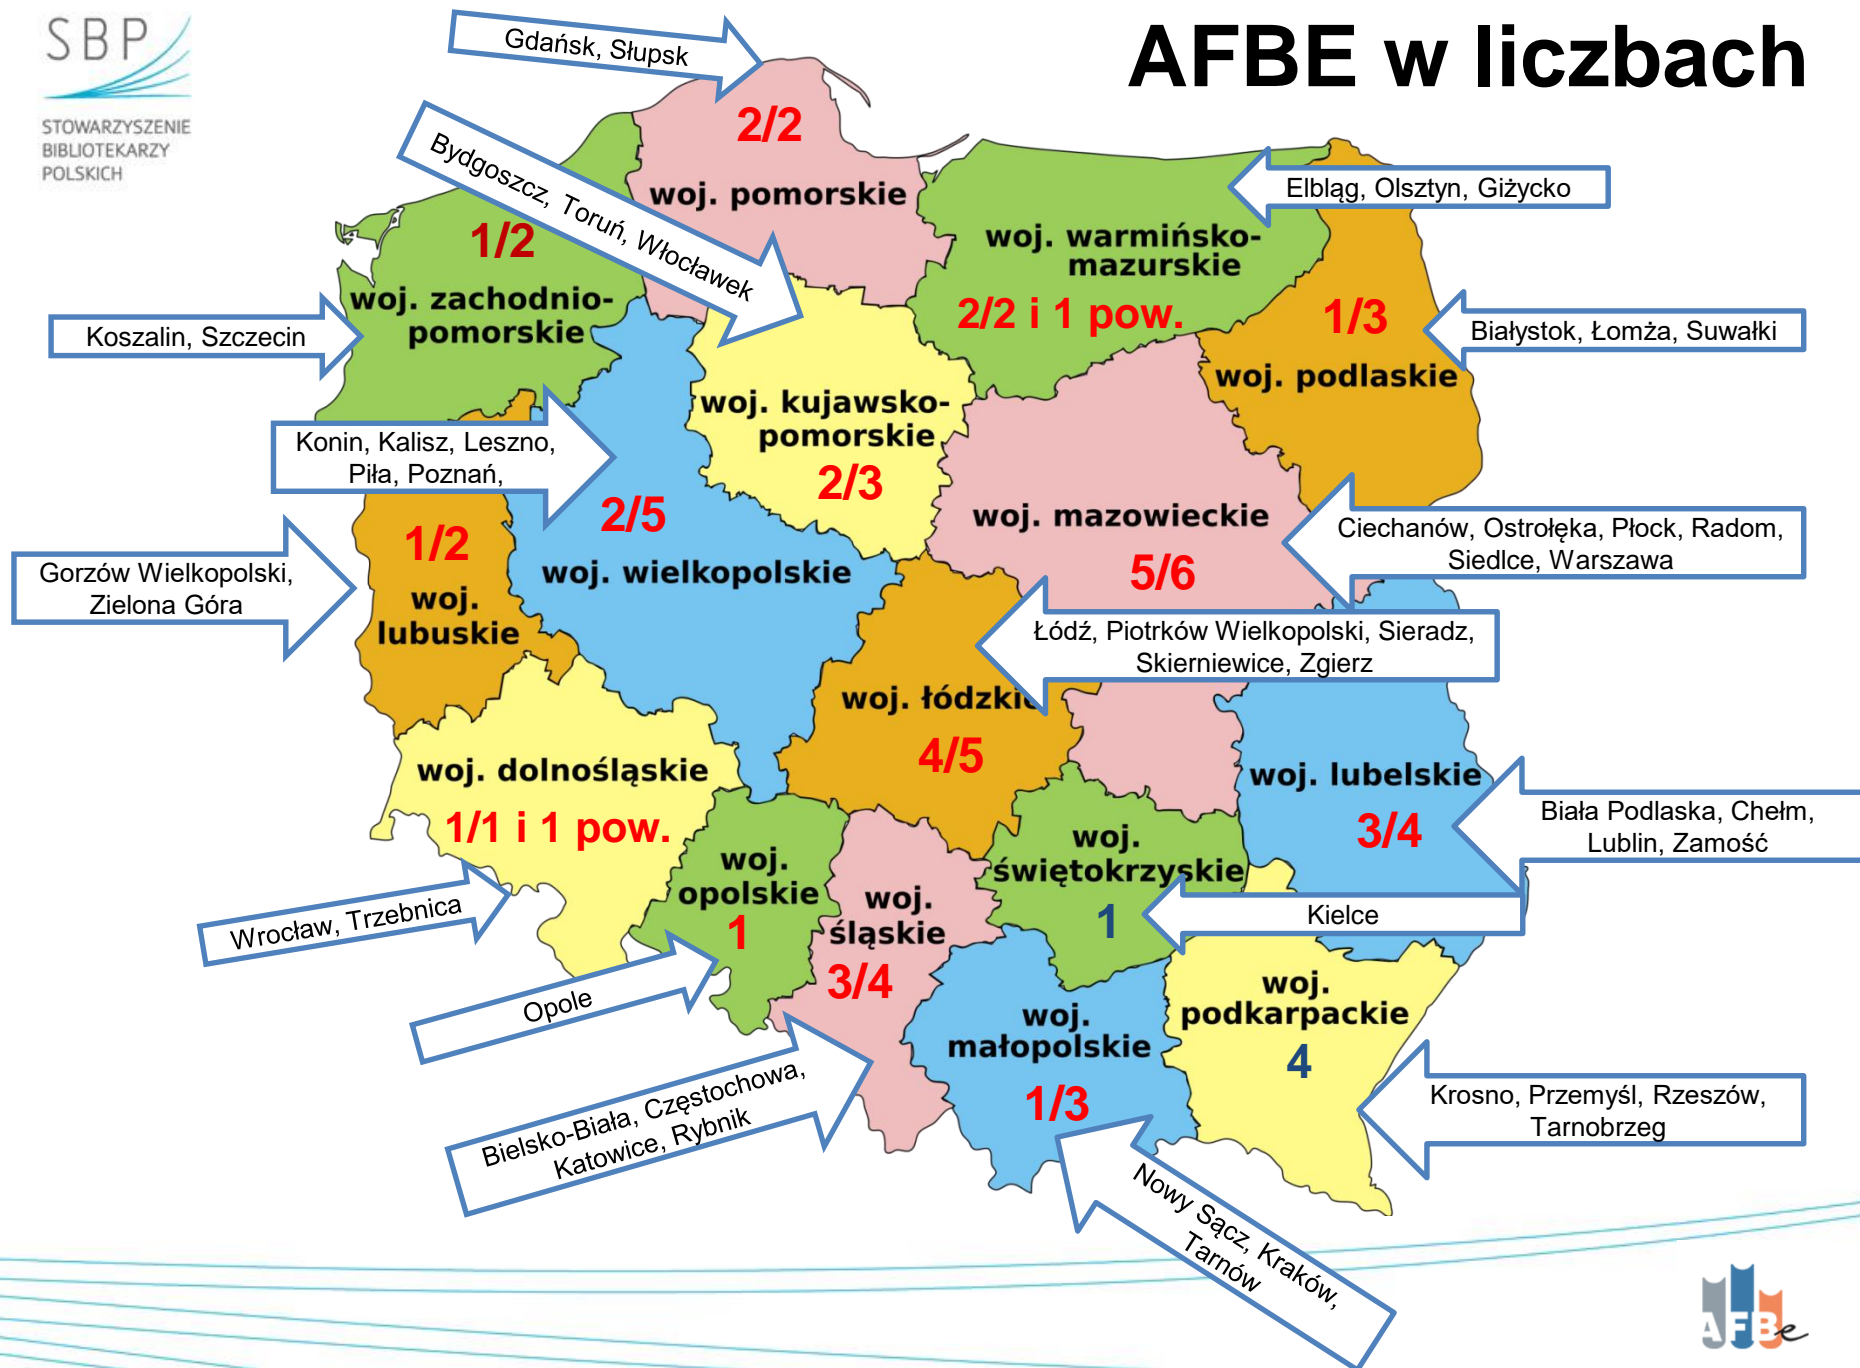 SBP
STOWARZYSZENIE
BIBLIOTEKARZY
POLSKICH
AFBE w liczbach
Gdańsk, Słupsk
2/2
woj. pomorskie
Bydgoszcz, Toruń, Włocławek
Elbląg, Olsztyn, Giżycko
1/2
woj. zachodnio-
pomorskie
woj. warmińsko-
mazurskie
2/2 i 1 pow.
Koszalin, Szczecin
1/3
woj. podlaskie
Białystok, Łomża, Suwałki
woj. kujawsko-
pomorskie
2/3
Konin, Kalisz, Leszno,
Piła, Poznań,
2/5
woj. wielkopolskie
woj. mazowieckie
5/6
Ciechanów, Ostrołęka, Płock, Radom,
Siedlce, Warszawa
Gorzów Wielkopolski,
Zielona Góra
1/2
woj.
lubuskie
Łódź, Piotrków Wielkopolski, Sieradz,
Skierniewice, Zgierz
woj. łódzkie
4/5
woj. dolnośląskie
1/1 i 1 pow.
woj. lubelskie
3/4
Biała Podlaska, Chełm,
Lublin, Zamość
Wrocław, Trzebnica
woj.
opolskie
1
woj.
śląskie
3/4
woj.
świętokrzyskie
1
Kielce
Opole
woj.
małopolskie
1/3
woj.
podkarpackie
4
Bielsko-Biała, Częstochowa,
Katowice, Rybnik
Krosno, Przemyśl, Rzeszów,
Tarnobrzeg
Nowy Sącz, Kraków,
Tarnów
AFBe